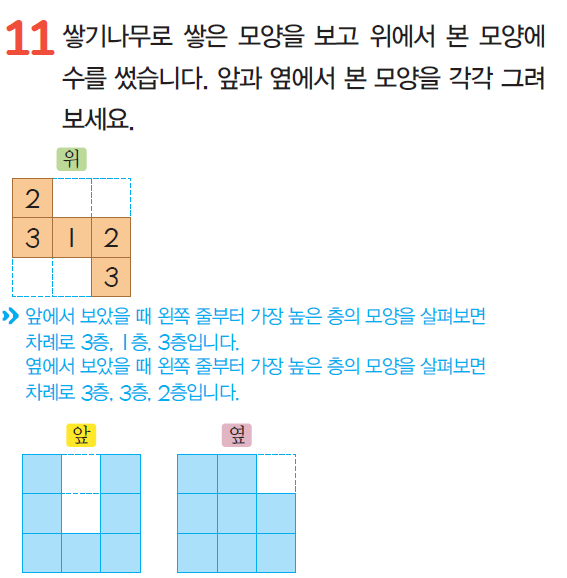 11 쌓기나무로 쌓은 모양을 보고 위에서 본 모양에
수를 썼습니다. 앞과 옆에서 본 모양을 각각 그려
보세요.
위
2
3 1 2
3
» 앞에서 보았을 때 왼쪽 줄부터 가장 높은 층의 모양을 살펴보면
차례로 3층, 1층, 3층입니다.
옆에서 보았을 때 왼쪽 줄부터 가장 높은 층의 모양을 살펴보면
차례로 3층, 3층, 2층입니다.
앞 옆